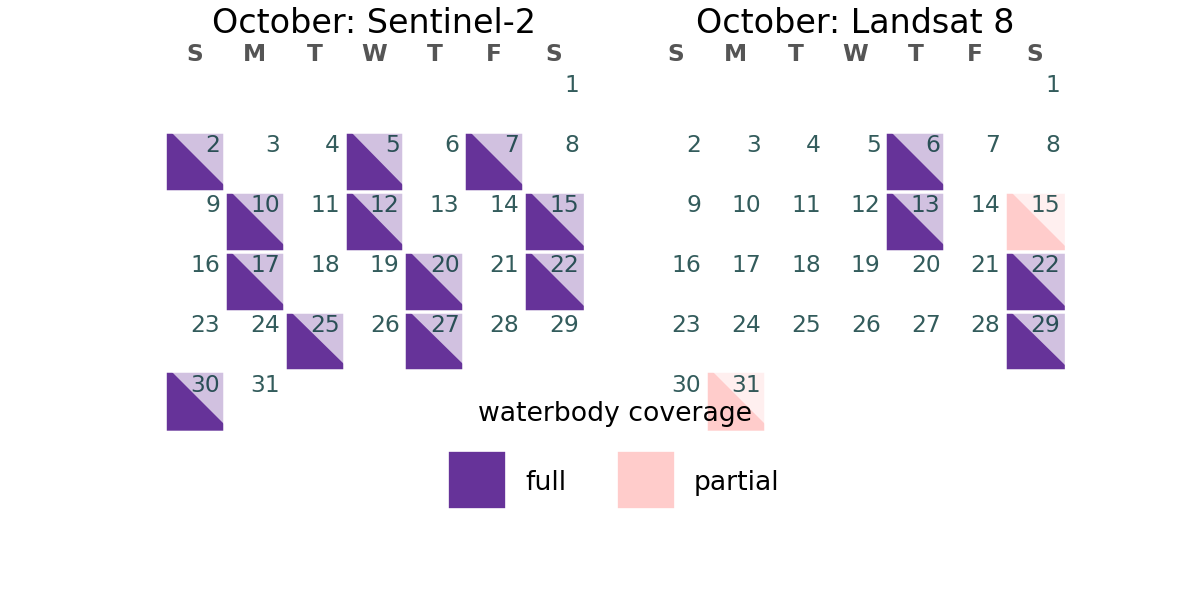 October: Sentinel-2
S M T W T F S
1
2 3 4 5 6 7 8
9 10 11 12 13 14 15
16 17 18 19 20 21 22
23 24 25 26 27 28 29
30 31
October: Landsat 8
S M T W T F S
1
2 3 4 5 6 7 8
9 10 11 12 13 14 15
16 17 18 19 20 21 22
23 24 25 26 27 28 29
30 31
waterbody coverage
full partial